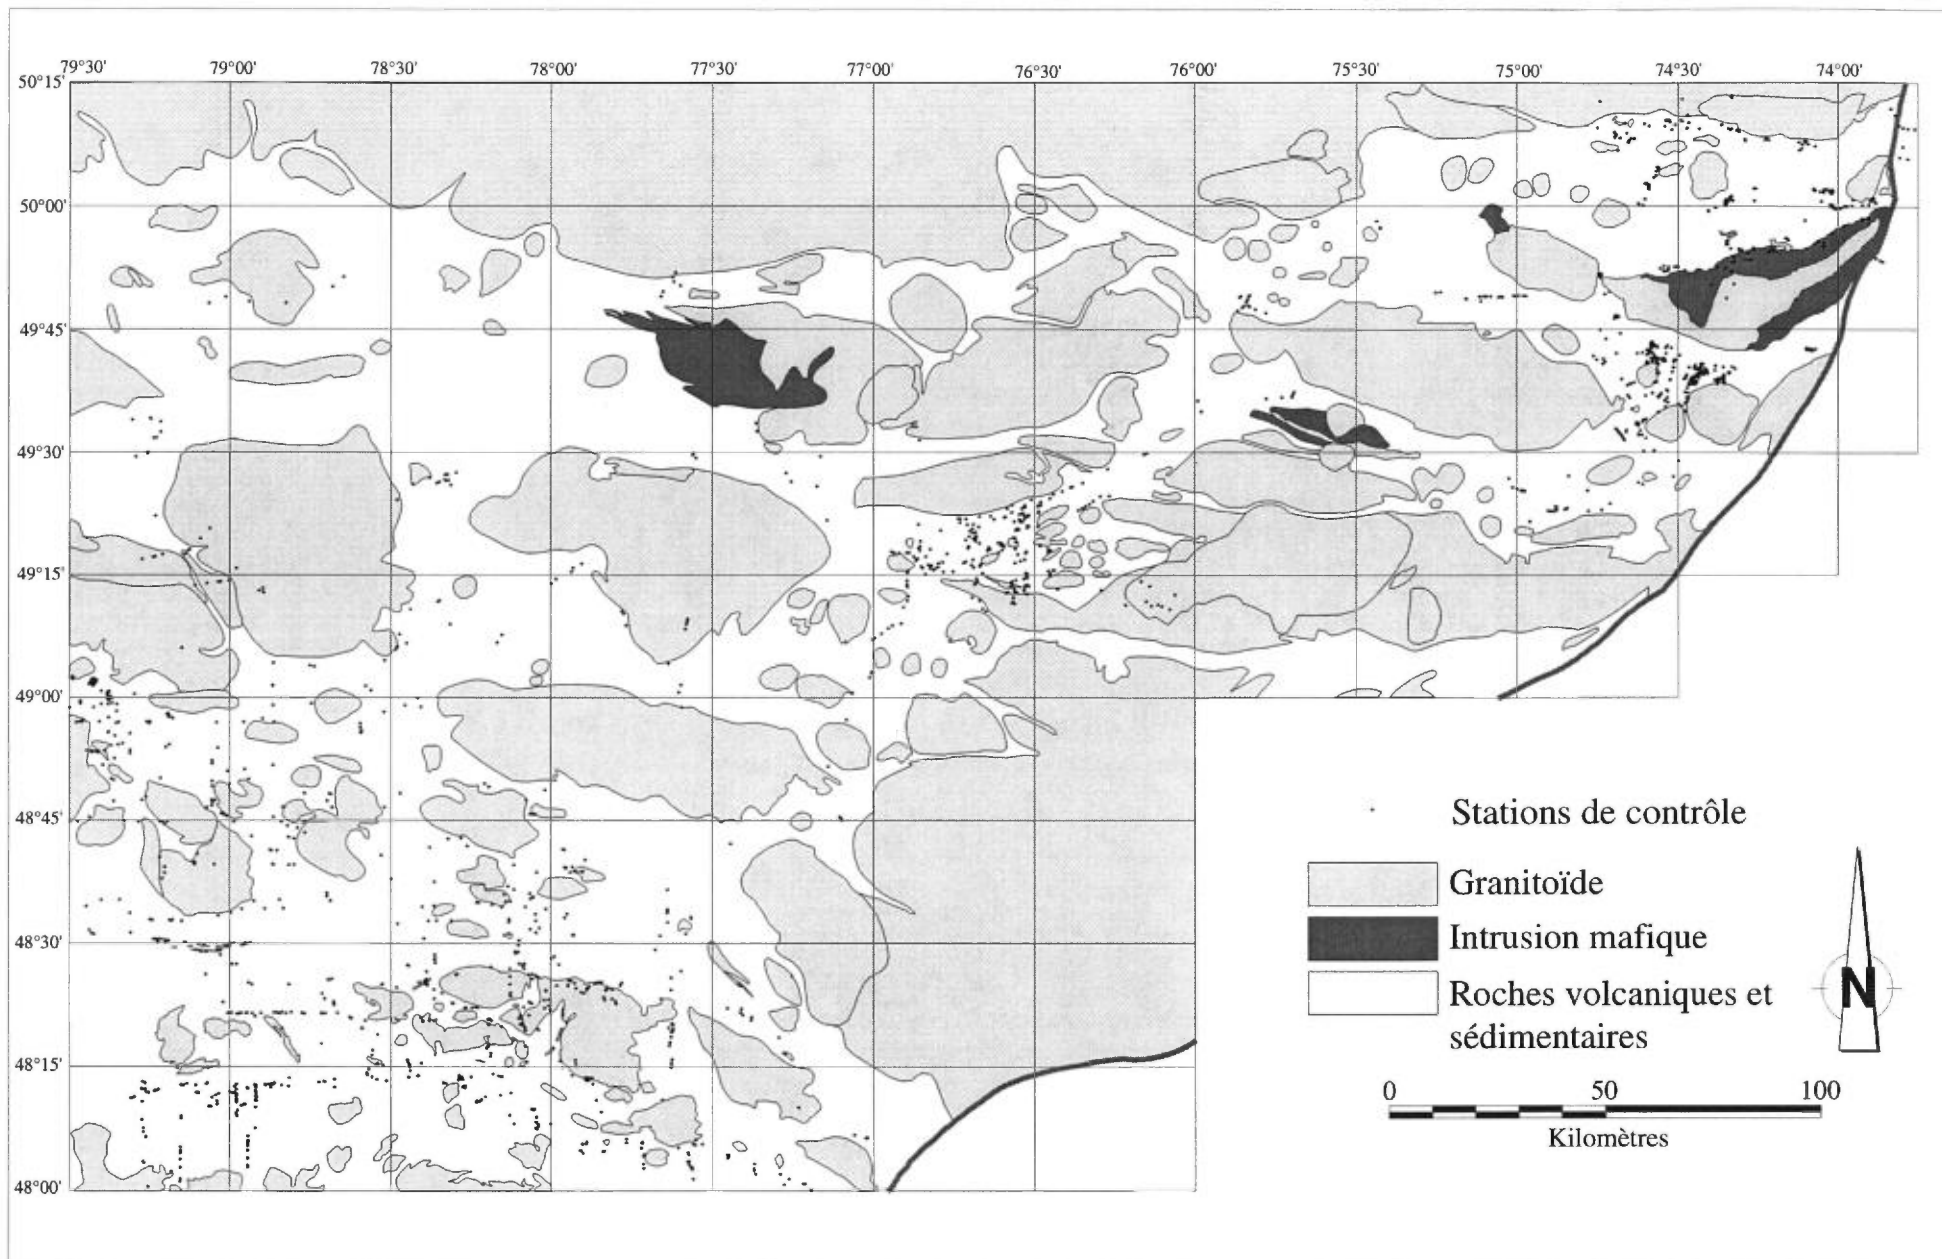 79°30' 79°00' 78°30' 78°00' 77°30' 77°00' 76°30' 76°00' 75°30' 75°00' 74°30' 74°00'
50°15'
50°00'
49°45'
49°30'
49°15'
49°00'
48°45'
48°30'
48°15'
48°00'
Stations de contrôle
Granitoïde
Intrusion mafique
Roches volcaniques et
sédimentaires
N
0 50 100
Kilomètres